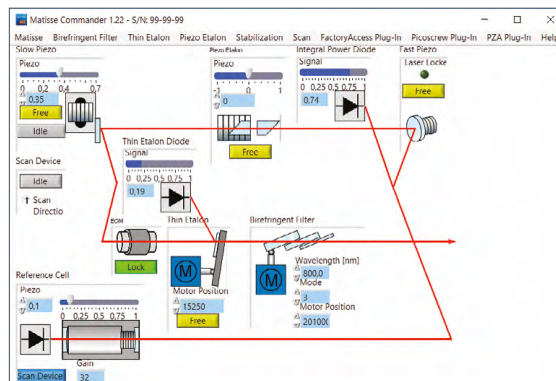 Matisse Commander 1.22 - S/N: 99-99-99
Matisse Birefringent Filter Thin Etalon Piezo Etalon Stabilization Scan FactoryAccess Plug-In Picoscrew Plug-In PZA Plug-In Help
Slow Piezo
Piezo
0 0,2 0,4 0,7
0,35
Free
Idle
Piezo Etalon
Piezo
-1 0 1
0
Free
Integral Power Diode
Signal
0 0,25 0,5 0,75 1
0,74
Fast Piezo
Laser Locke
Free
Scan Device
Idle
↑ Scan
Directio
Thin Etalon Diode
Signal
0 0,25 0,5 0,75 1
0,19
EOM
Lock
Thin Etalon
M
Motor Position
15250
Free
Birefringent Filter
M
Wavelength [nm]
800,0
Mode
3
Motor Position
201000
Reference Cell
Piezo
0,1
0 0,2 0,4 0,6 0,8 1
Scan Device
Gain
32